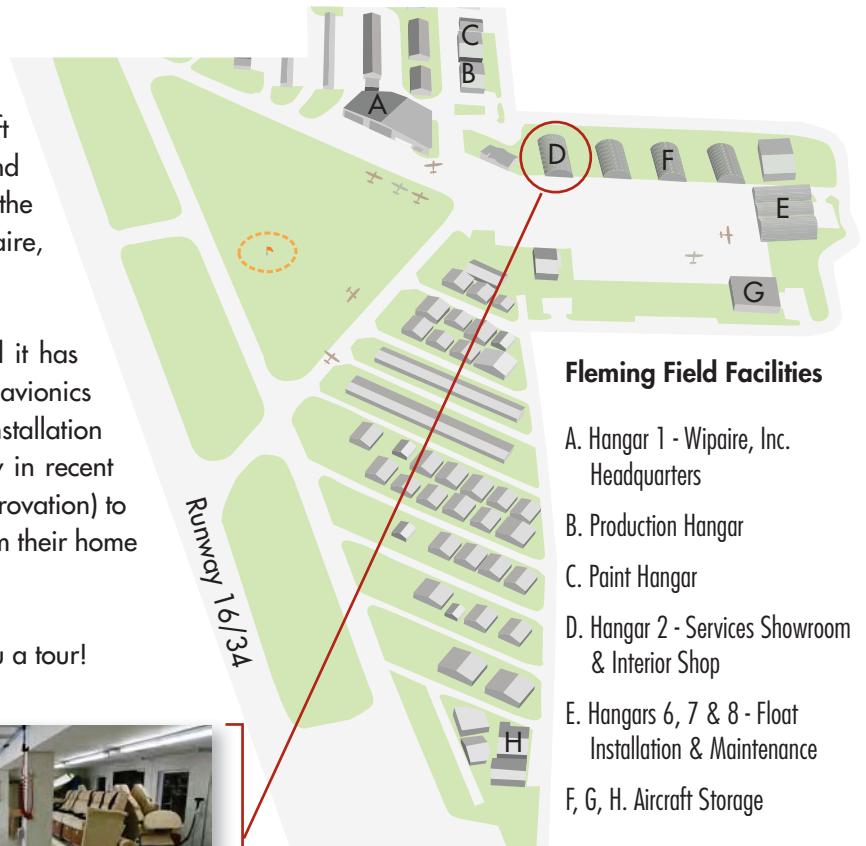 ft
nd
the
aire,
it has
avionics
nstallation
y in recent
rovation) to
m their home
u a tour!
A
B
C
D
F
E
G
H
Runway 16/34
Fleming Field Facilities
A. Hangar 1 - Wipaire, Inc.
Headquarters
B. Production Hangar
C. Paint Hangar
D. Hangar 2 - Services Showroom
& Interior Shop
E. Hangars 6, 7 & 8 - Float
Installation & Maintenance
F, G, H. Aircraft Storage